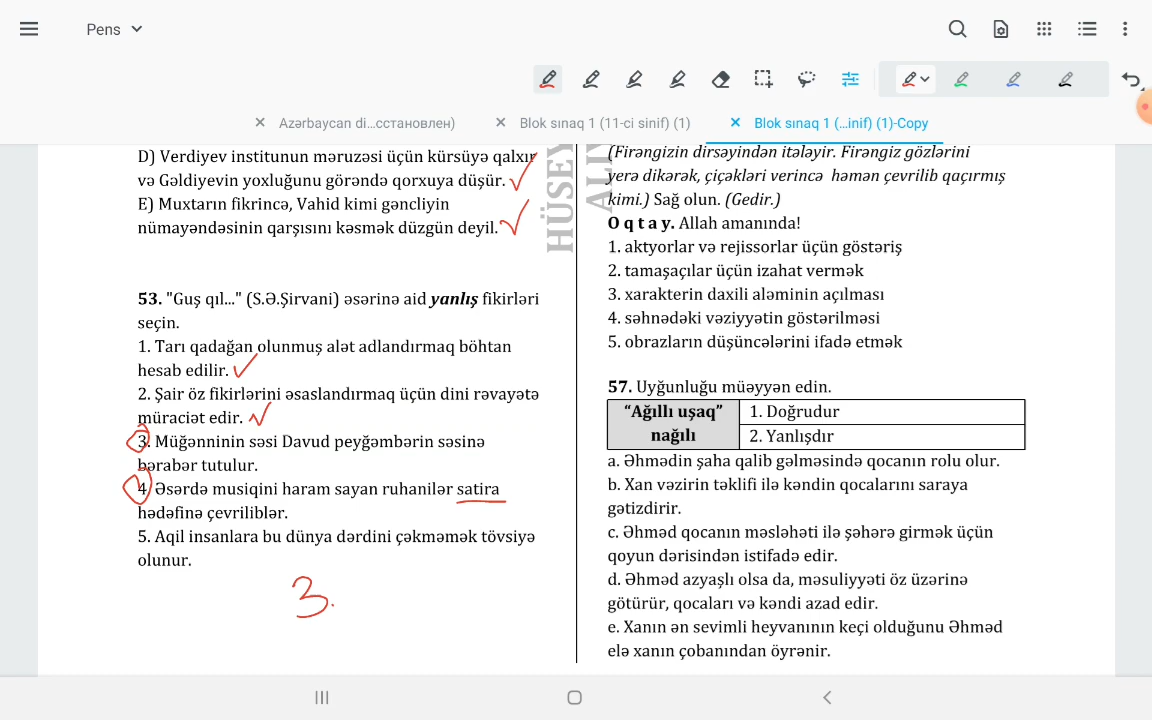 Pens
Azərbaycan di...сстановлен)
Blok sınaq 1 (11-ci sinif) (1)
Blok sınaq 1 (...inif) (1)-Copy
D) Verdiyev institunun məruzəsi üçün kürsüyə qalxır
və Gəldiyevin yoxluğunu görəndə qorxuya düşür.
E) Muxtarın fikrincə, Vahid kimi gəncliyin
nümayəndəsinin qarşısını kəsmək düzgün deyil.
53. "Guş qıl..." (S.Ə.Şirvani) əsərinə aid yanlış fikirləri
seçin.
1. Tarı qadağan olunmuş alət adlandırmaq böhtan
hesab edilir.
2. Şair öz fikirlərini əsaslandırmaq üçün dini rəvayətə
müraciət edir.
3. Müğənninin səsi Davud peyğəmbərin səsinə
bərabər tutulur.
4. Əsərdə musiqini haram sayan ruhanilər satira
hədəfinə çevriliblər.
5. Aqil insanlara bu dünya dərdini çəkməmək tövsiyə
olunur.
3.
HÜSEY
ALIY
(Firəngizin dirsəyindən itələyir. Firəngiz gözlərini
yerə dikərək, çiçəkləri verincə həmən çevrilib qaçırmış
kimi.) Sağ olun. (Gedir.)
O q t a y. Allah amanında!
1. aktyorlar və rejissorlar üçün göstəriş
2. tamaşaçılar üçün izahat vermək
3. xarakterin daxili aləminin açılması
4. səhnədəki vəziyyətin göstərilməsi
5. obrazların düşüncələrini ifadə etmək
57. Uyğunluğu müəyyən edin.
“Ağıllı uşaq”
nağılı
1. Doğrudur
2. Yanlışdır
a. Əhmədin şaha qalib gəlməsində qocanın rolu olur.
b. Xan vəzirin təklifi ilə kəndin qocalarını saraya
gətizdirir.
c. Əhməd qocanın məsləhəti ilə şəhərə girmək üçün
qoyun dərisindən istifadə edir.
d. Əhməd azyaşlı olsa da, məsuliyyəti öz üzərinə
götürür, qocaları və kəndi azad edir.
e. Xanın ən sevimli heyvanının keçi olduğunu Əhməd
elə xanın çobanından öyrənir.